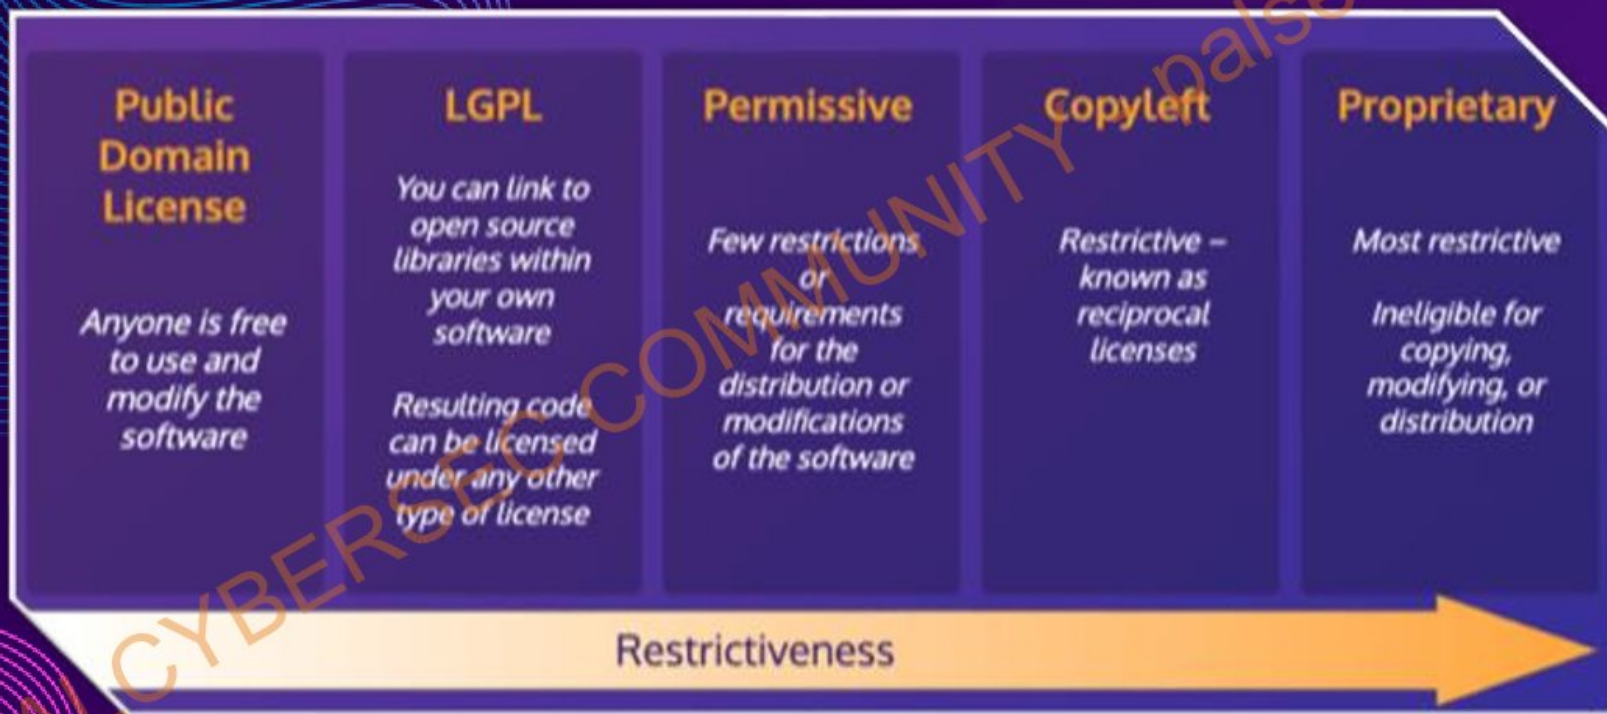 Public
Domain
License
Anyone is free
to use and
modify the
software
LGPL
You can link to
open source
libraries within
your own
software
Resulting code
can be licensed
under any other
type of license
Permissive
Few restrictions
or
requirements
for the
distribution or
modifications
of the software
Copyleft
Restrictive –
known as
reciprocal
licenses
Proprietary
Most restrictive
Ineligible for
copying,
modifying, or
distribution
Restrictiveness
CYBERSEC COMMUNITY